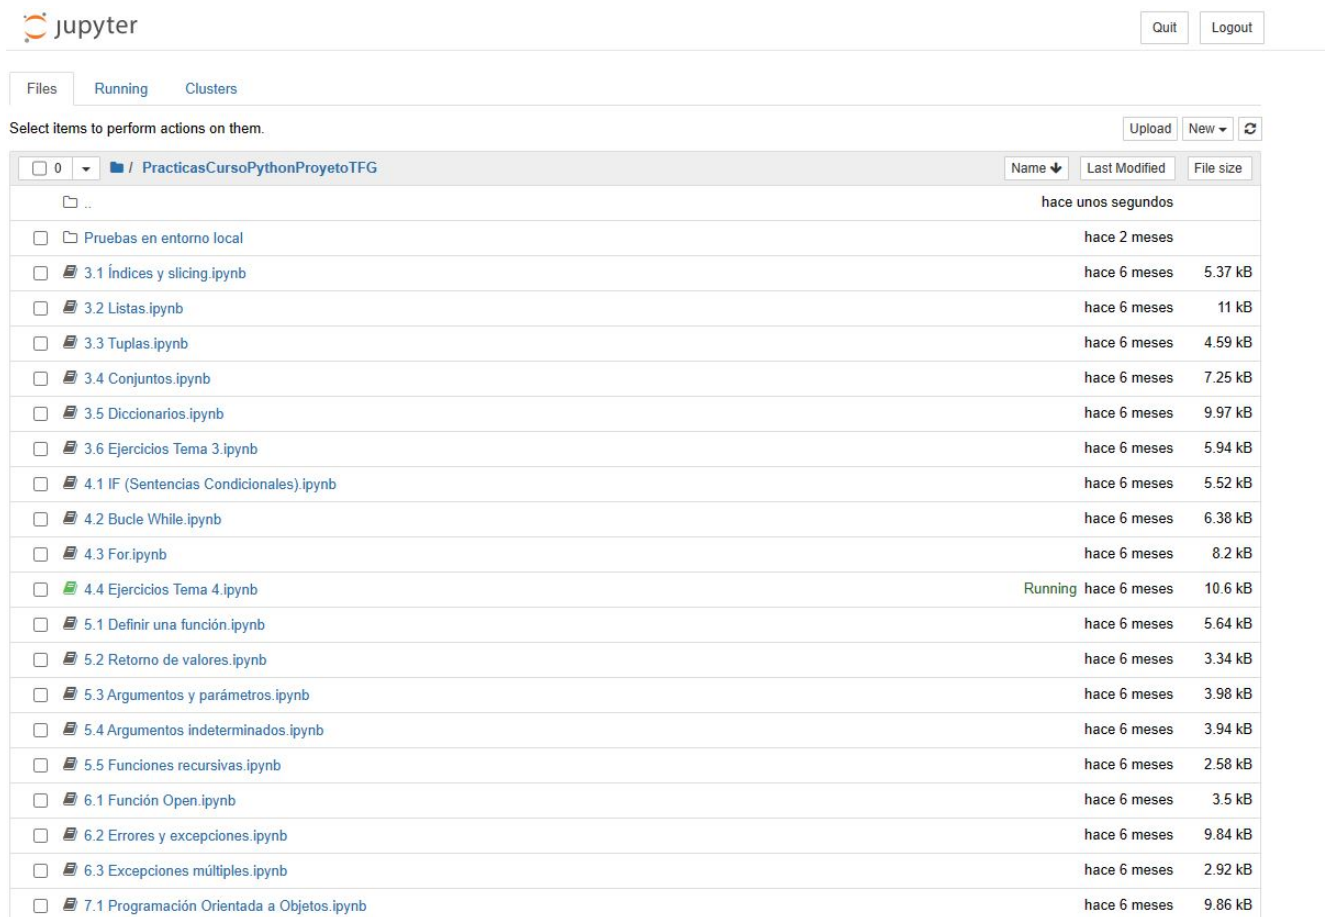 jupyter Quit Logout
Files Running Clusters
Select items to perform actions on them. Upload New
0 / PracticasCursoPythonProyetoTFG Name Last Modified File size
.. hace unos segundos
Pruebas en entorno local hace 2 meses
3.1 Índices y slicing.ipynb hace 6 meses 5.37 kB
3.2 Listas.ipynb hace 6 meses 11 kB
3.3 Tuplas.ipynb hace 6 meses 4.59 kB
3.4 Conjuntos.ipynb hace 6 meses 7.25 kB
3.5 Diccionarios.ipynb hace 6 meses 9.97 kB
3.6 Ejercicios Tema 3.ipynb hace 6 meses 5.94 kB
4.1 IF (Sentencias Condicionales).ipynb hace 6 meses 5.52 kB
4.2 Bucle While.ipynb hace 6 meses 6.38 kB
4.3 For.ipynb hace 6 meses 8.2 kB
4.4 Ejercicios Tema 4.ipynb Running hace 6 meses 10.6 kB
5.1 Definir una función.ipynb hace 6 meses 5.64 kB
5.2 Retorno de valores.ipynb hace 6 meses 3.34 kB
5.3 Argumentos y parámetros.ipynb hace 6 meses 3.98 kB
5.4 Argumentos indeterminados.ipynb hace 6 meses 3.94 kB
5.5 Funciones recursivas.ipynb hace 6 meses 2.58 kB
6.1 Función Open.ipynb hace 6 meses 3.5 kB
6.2 Errores y excepciones.ipynb hace 6 meses 9.84 kB
6.3 Excepciones múltiples.ipynb hace 6 meses 2.92 kB
7.1 Programación Orientada a Objetos.ipynb hace 6 meses 9.86 kB